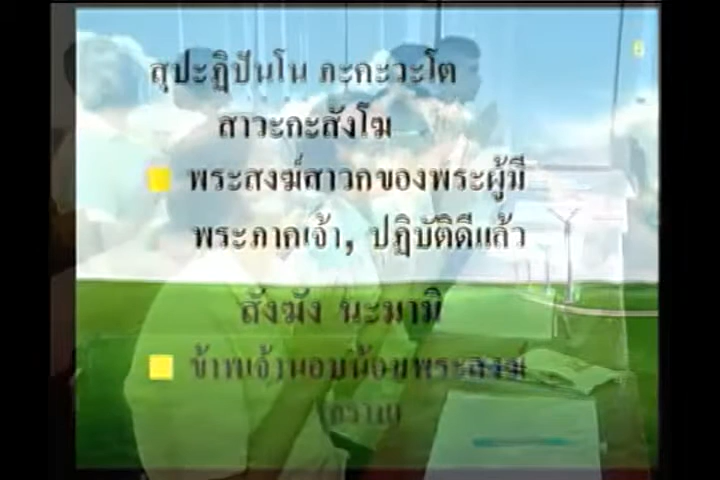 สุปะฏิปันโน ภะคะวะโต
สาวะกะสังโฆ
พระสงฆ์สาวกของพระผู้มี
พระภาคเจ้า, ปฏิบัติดีแล้ว
สังฆัง นะมามิ
ข้าพเจ้านอบน้อมพระสงฆ์
(กราบ)